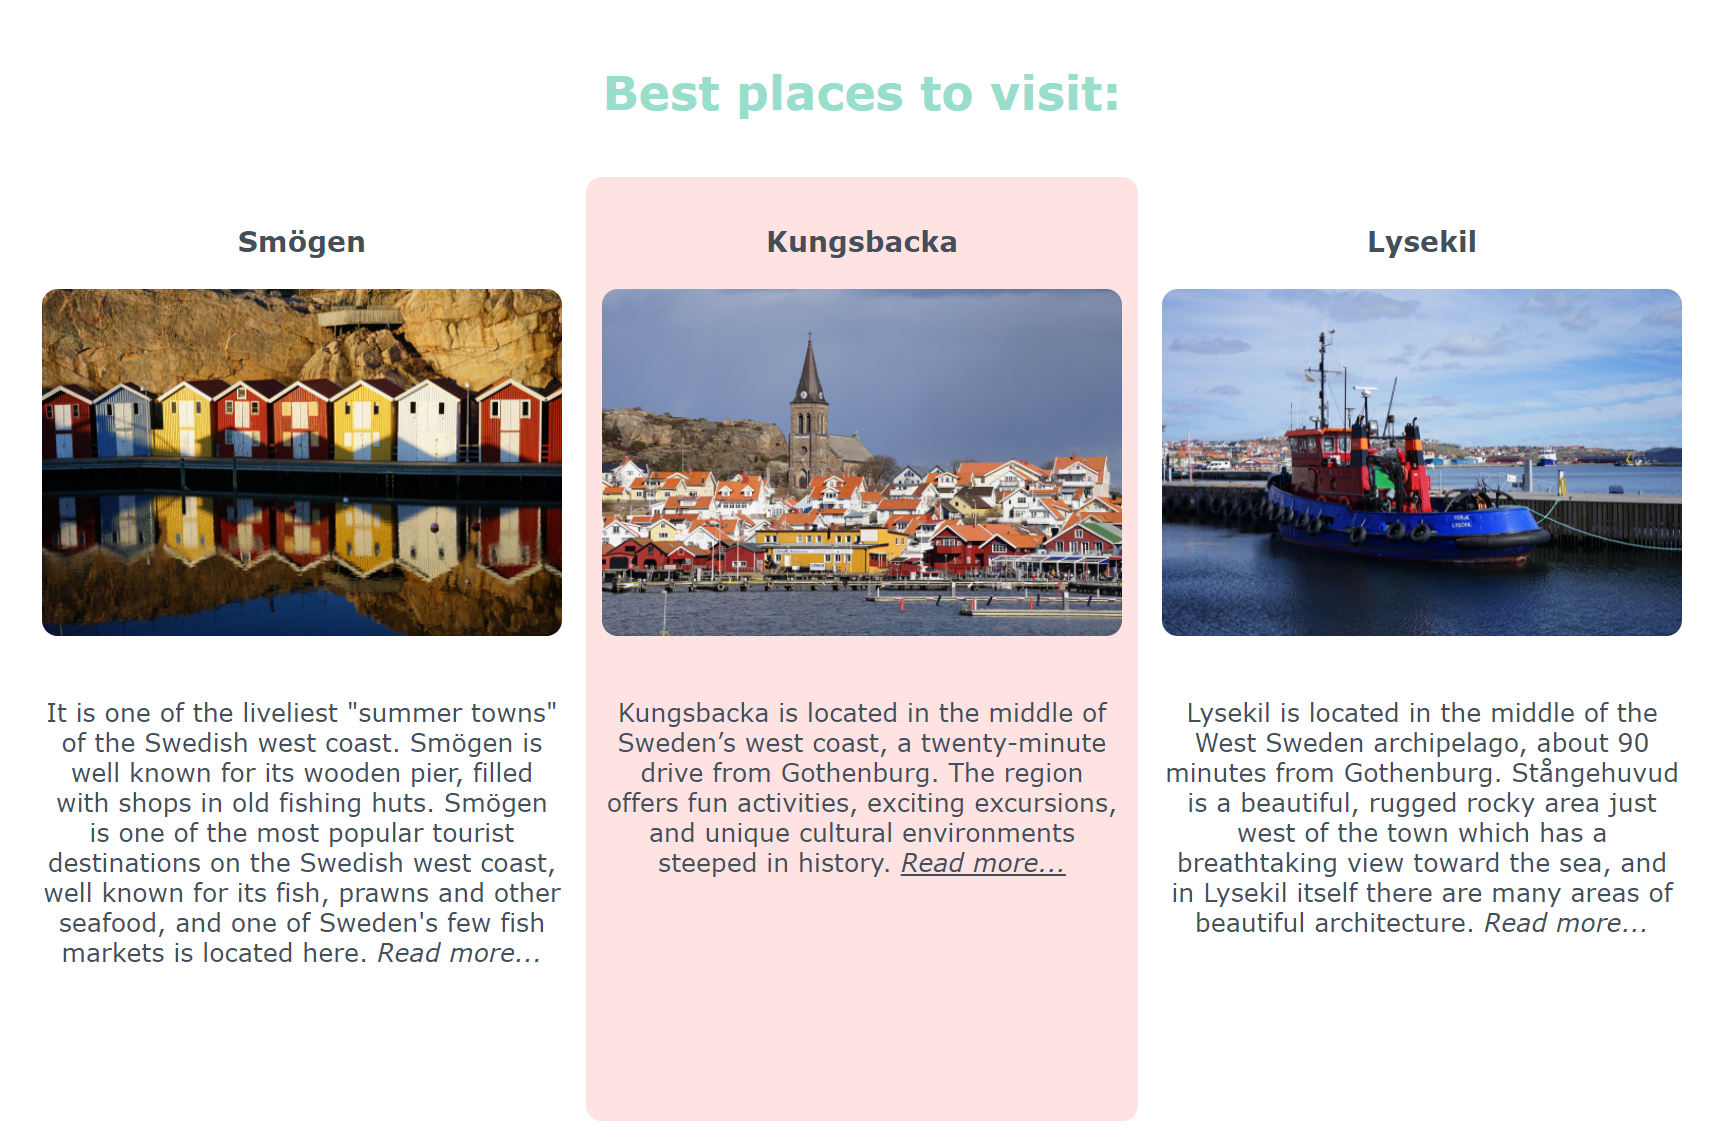 Best places to visit:
Smögen
It is one of the liveliest "summer towns"
of the Swedish west coast. Smögen is
well known for its wooden pier, filled
with shops in old fishing huts. Smögen
is one of the most popular tourist
destinations on the Swedish west coast,
well known for its fish, prawns and other
seafood, and one of Sweden's few fish
markets is located here. Read more...
Kungsbacka
Kungsbacka is located in the middle of
Sweden’s west coast, a twenty-minute
drive from Gothenburg. The region
offers fun activities, exciting excursions,
and unique cultural environments
steeped in history. Read more...
Lysekil
Lysekil is located in the middle of the
West Sweden archipelago, about 90
minutes from Gothenburg. Stångehuvud
is a beautiful, rugged rocky area just
west of the town which has a
breathtaking view toward the sea, and
in Lysekil itself there are many areas of
beautiful architecture. Read more...